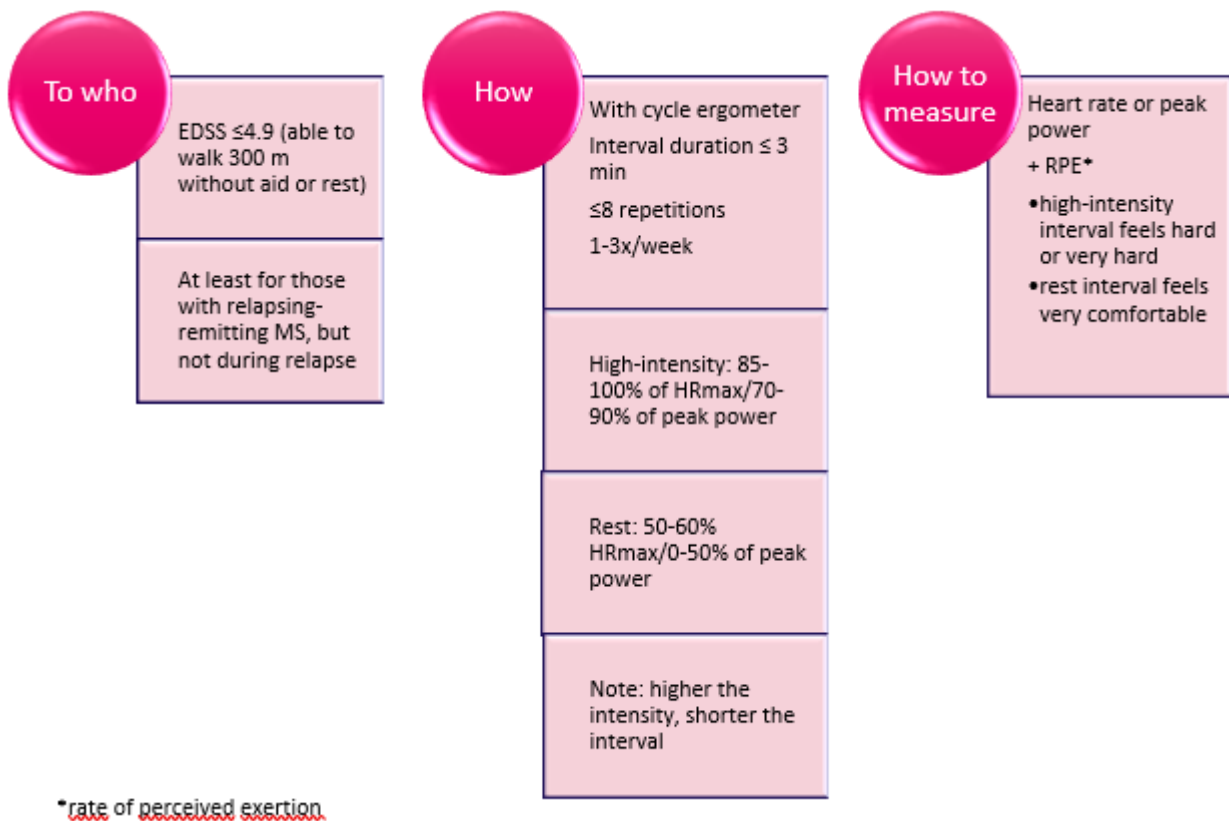 To who
EDSS ≤4.9 (able to
walk 300 m
without aid or rest)
At least for those
with relapsing-
remitting MS, but
not during relapse
How
With cycle ergometer
Interval duration ≤ 3
min
≤8 repetitions
1-3x/week
High-intensity: 85-
100% of HRmax/70-
90% of peak power
Rest: 50-60%
HRmax/0-50% of peak
power
Note: higher the
intensity, shorter the
interval
How to
measure
Heart rate or peak
power
+ RPE*
•high-intensity
interval feels hard
or very hard
•rest interval feels
very comfortable
*rate of perceived exertion